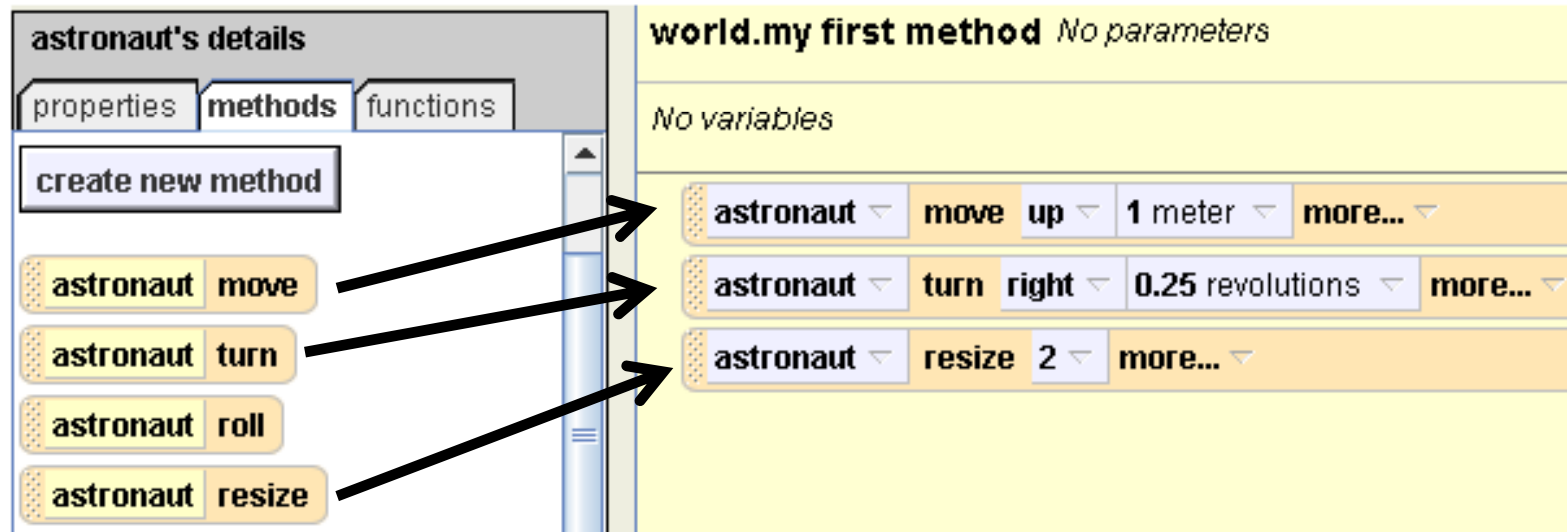 astronaut's details
properties methods functions
create new method
astronaut move
astronaut turn
astronaut roll
astronaut resize
world.my first method No parameters
No variables
astronaut move up 1 meter more...
astronaut turn right 0.25 revolutions more...
astronaut resize 2 more...